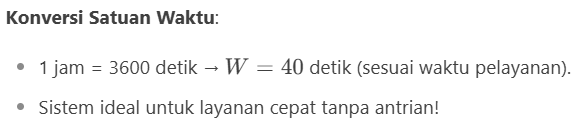 Konversi Satuan Waktu:
• 1 jam = 3600 detik → W = 40 detik (sesuai waktu pelayanan).
• Sistem ideal untuk layanan cepat tanpa antrian!